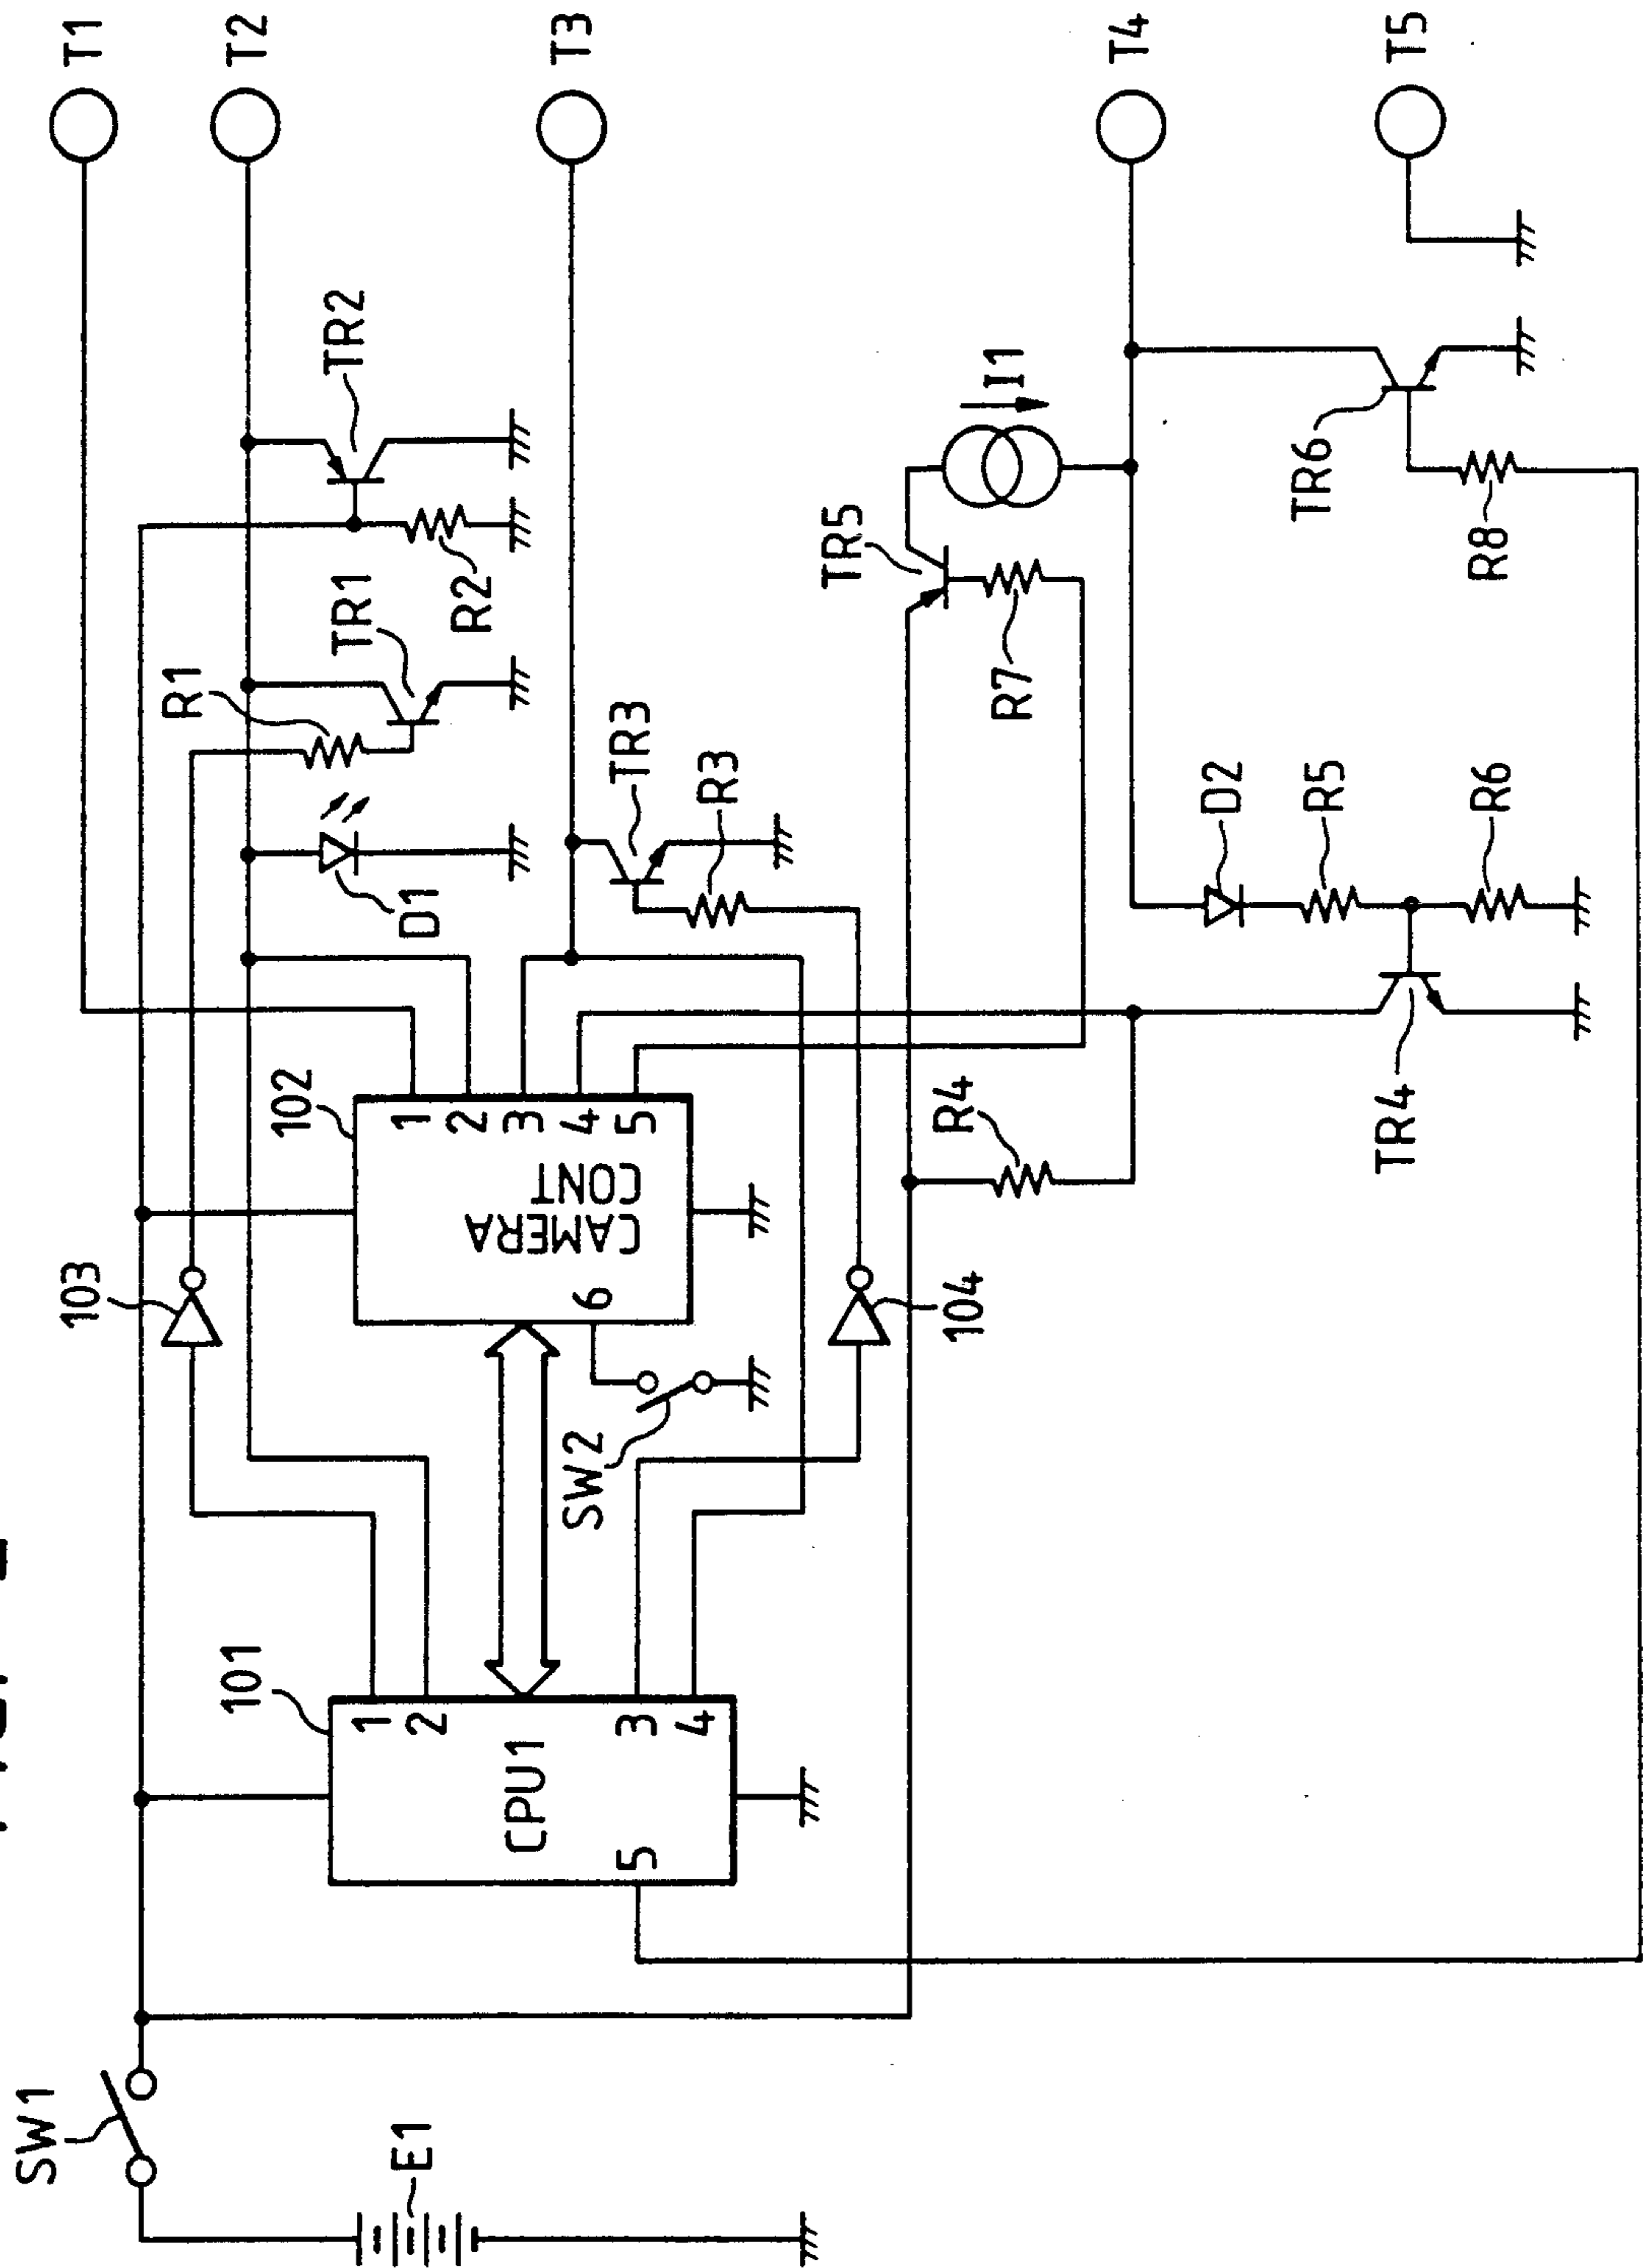 SW1
E1
101
CPU1
1
2
3
4
5
103
102
CAMERA
CONT
1
2
3
4
5
6
SW2
104
D1
R1
TR1
R2
TR2
TR3
R3
R4
TR5
R7
I1
D2
R5
R6
TR4
TR6
R8
T1
T2
T3
T4
T5